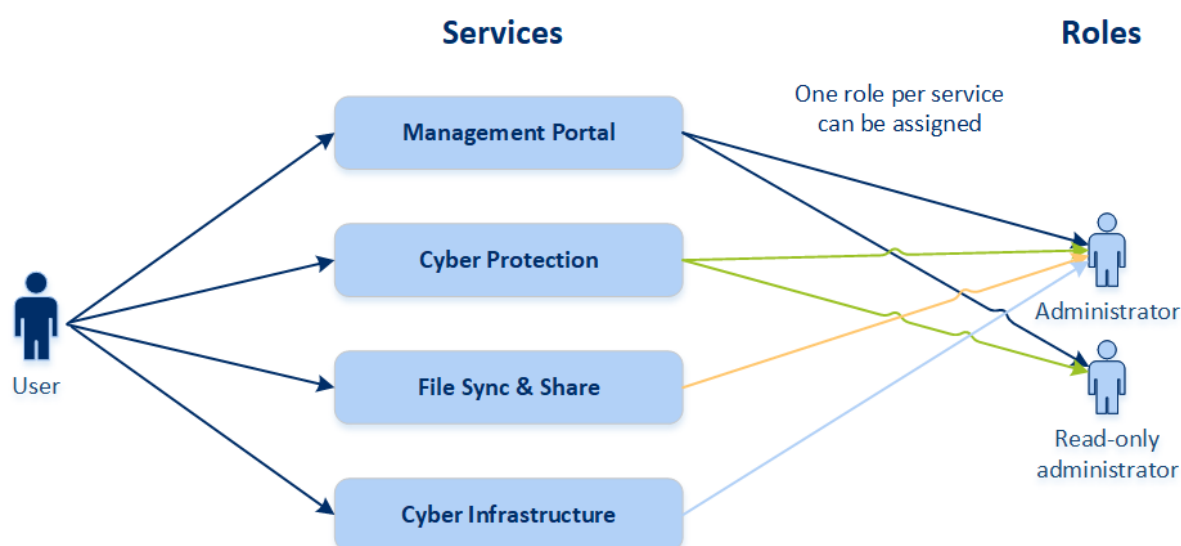 Services
Roles
One role per service
can be assigned
Management Portal
Cyber Protection
File Sync & Share
Cyber Infrastructure
User
Administrator
Read-only
administrator